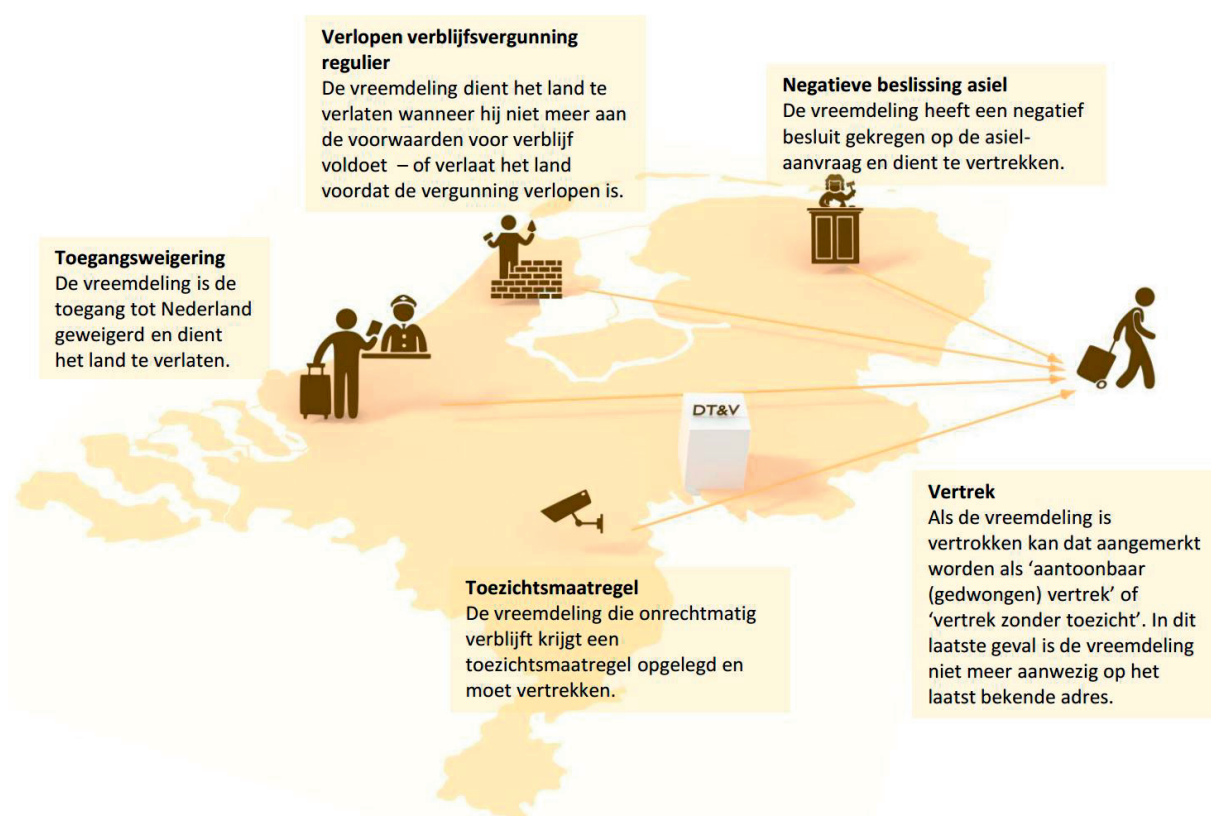 Verlopen verblijfsvergunning
regulier
De vreemdeling dient het land te
verlaten wanneer hij niet meer aan
de voorwaarden voor verblijf
voldoet – of verlaat het land
voordat de vergunning verlopen is.
Negatieve beslissing asiel
De vreemdeling heeft een negatief
besluit gekregen op de asiel-
aanvraag en dient te vertrekken.
Toegangsweigering
De vreemdeling is de
toegang tot Nederland
geweigerd en dient
het land te verlaten.
DT&V
Toezichtsmaatregel
De vreemdeling die onrechtmatig
verblijft krijgt een
toezichtsmaatregel opgelegd en
moet vertrekken.
Vertrek
Als de vreemdeling is
vertrokken kan dat aangemerkt
worden als ‘aantoonbaar
(gedwongen) vertrek’ of
‘vertrek zonder toezicht’. In dit
laatste geval is de vreemdeling
niet meer aanwezig op het
laatst bekende adres.